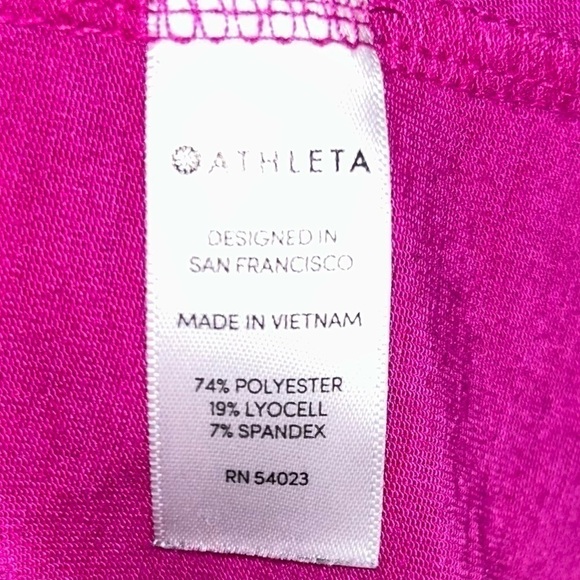 ATHLETA
DESIGNED IN
SAN FRANCISCO
MADE IN VIETNAM
74% POLYESTER
19% LYOCELL
7% SPANDEX
RN 54023